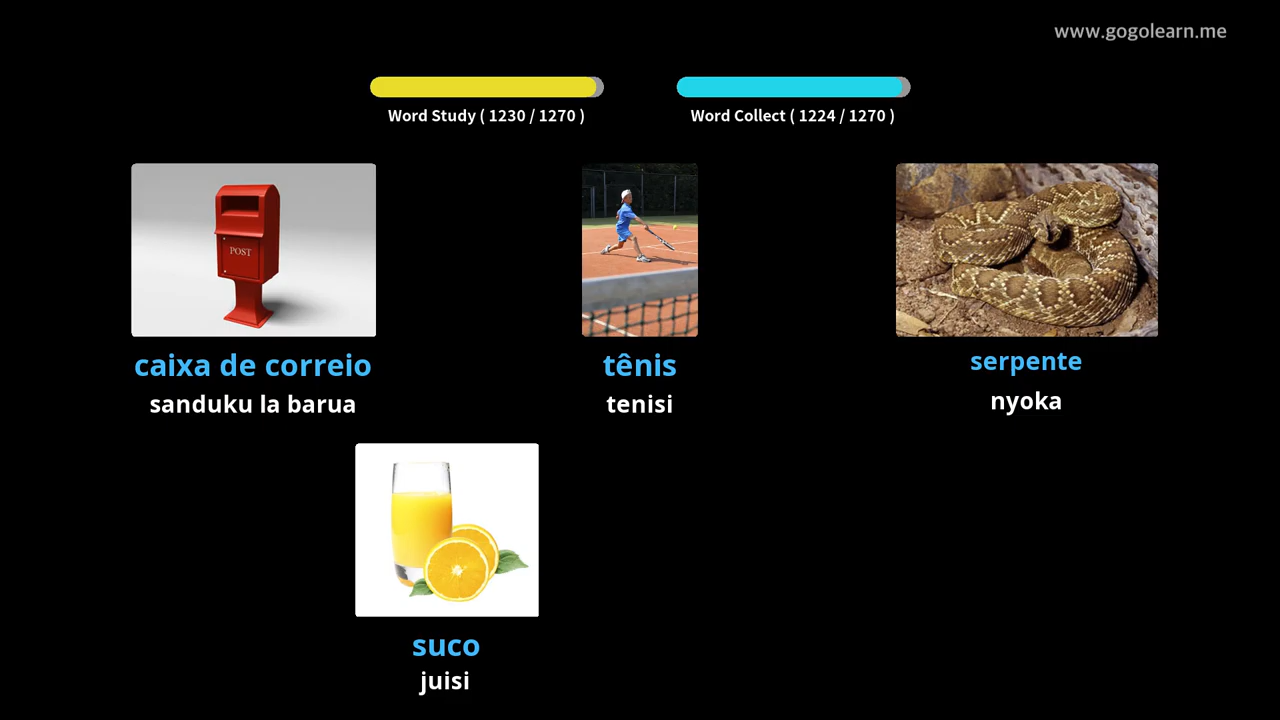 www.gogolearn.me
Word Study ( 1230 / 1270 )
Word Collect ( 1224 / 1270 )
POST
caixa de correio
sanduku la barua
tênis
tenisi
serpente
nyoka
suco
juisi